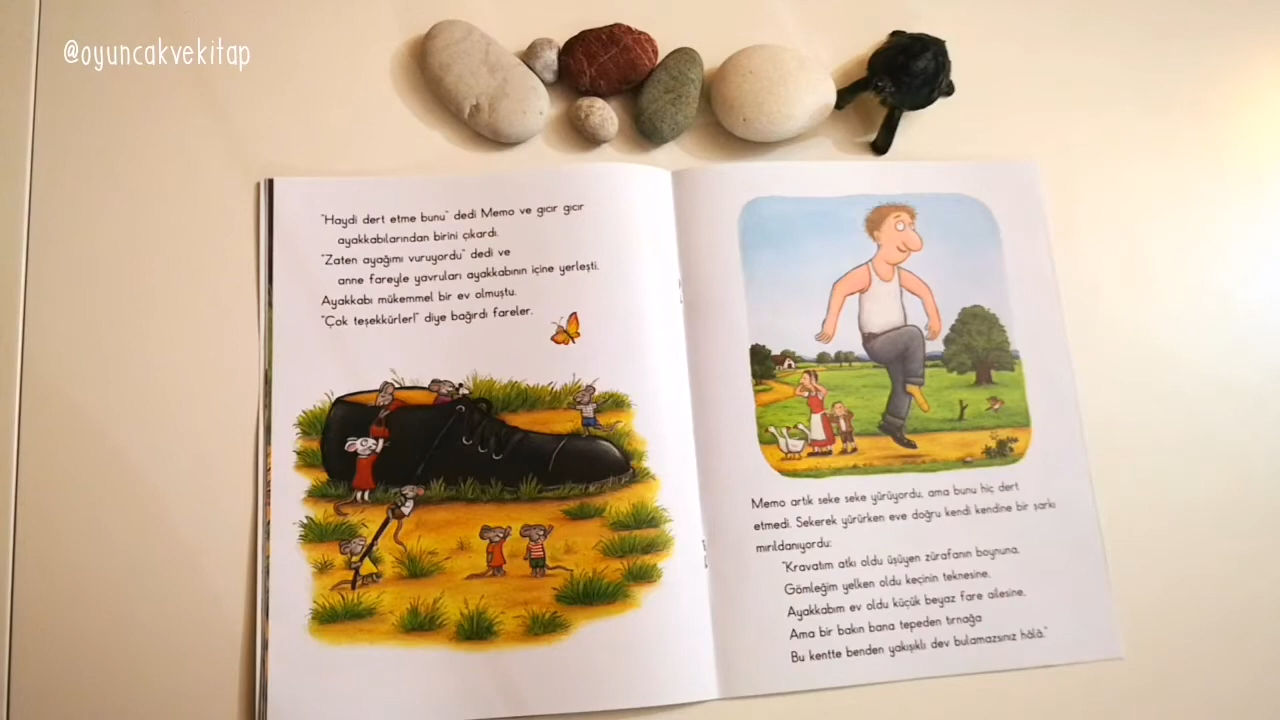 @oyuncakvekitap
"Haydi dert etme bunu" dedi Memo ve gıcır gıcır
ayakkabılarından birini çıkardı.
"Zaten ayağımı vuruyordu" dedi ve
anne fareyle yavruları ayakkabının içine yerleşti.
Ayakkabı mükemmel bir ev olmuştu.
"Çok teşekkürler!" diye bağırdı fareler.
Memo artık seke seke yürüyordu, ama bunu hiç dert
etmedi. Sekerek yürürken eve doğru kendi kendine bir şarkı
mırıldanıyordu:
"Kravatım atkı oldu üşüyen zürafanın boynuna,
Gömleğim yelken oldu keçinin teknesine,
Ayakkabım ev oldu küçük beyaz fare ailesine,
Ama bir bakın bana tepeden tırnağa
Bu kentte benden yakışıklı dev bulamazsınız hâlâ."